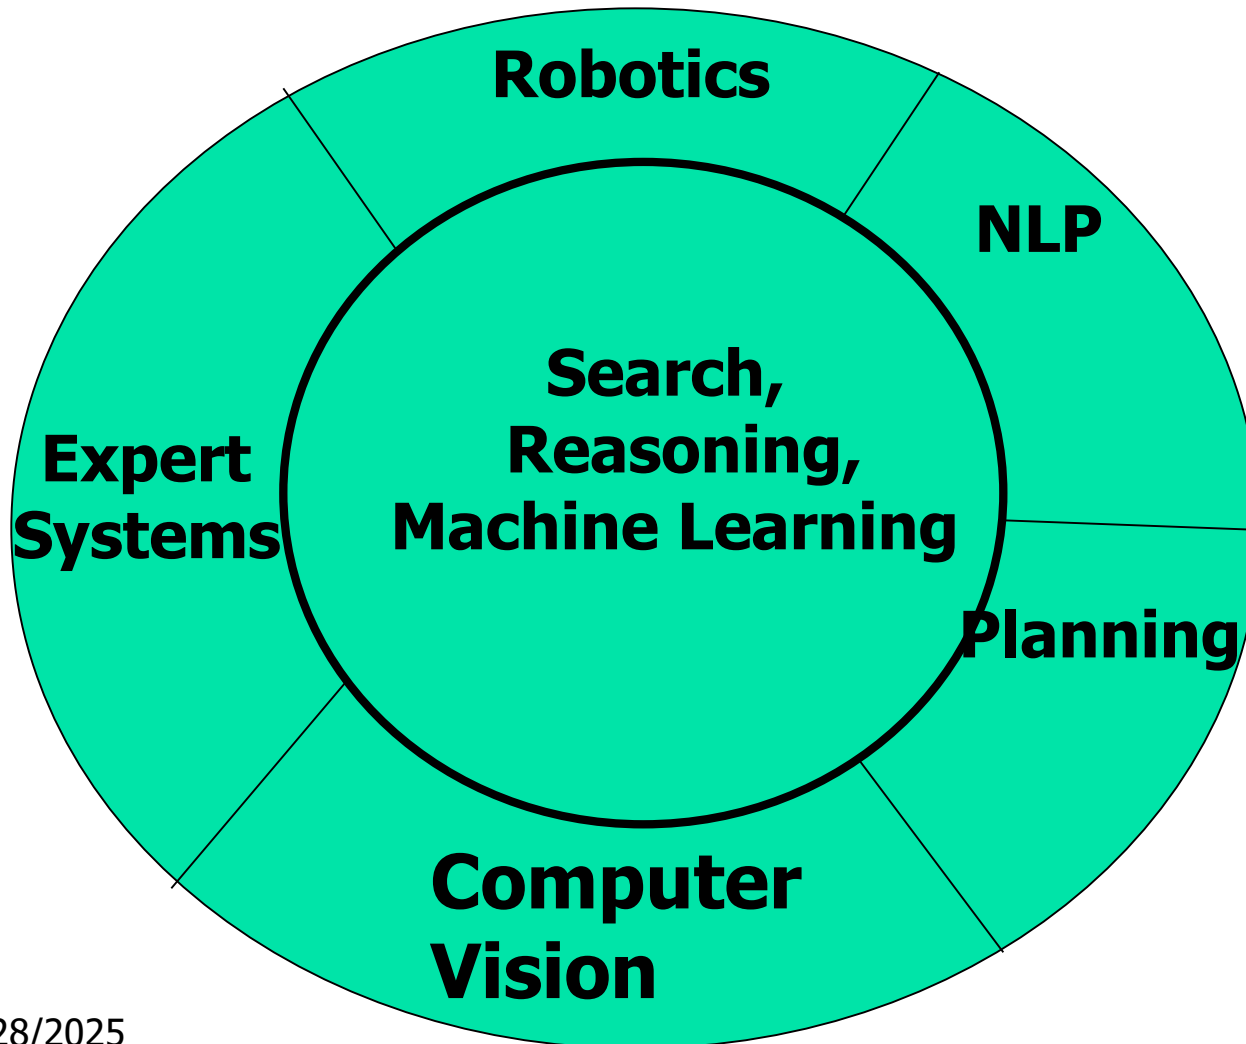 Robotics
NLP
Search,
Reasoning,
Machine Learning
Expert
Systems
Planning
Computer
Vision
28/2025